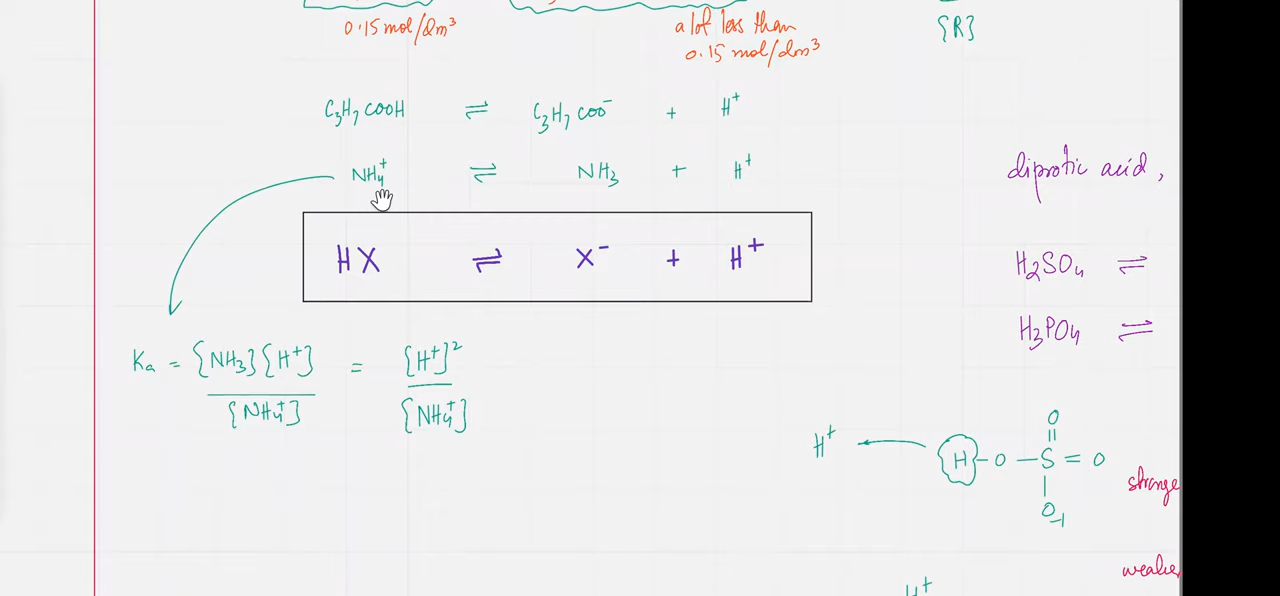 0.15 mol/dm³
a lot less than
0.15 mol/dm³
{R}
C₃H₇COOH ⇌ C₃H₇COO⁻ + H⁺
NH₄⁺ ⇌ NH₃ + H⁺
HX ⇌ X⁻ + H⁺
diprotic acid,
H₂SO₄ ⇌
H₃PO₄ ⇌
Ka = {NH₃}{H⁺} / {NH₄⁺} = {H⁺}² / {NH₄⁺}
O
H⁺ ← H–O–S=O
O
stronge
weaker
H⁺